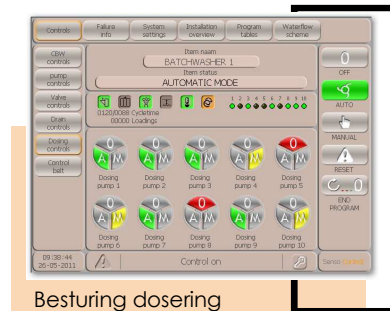 Controls
Failure info
System settings
Installation overview
Program tables
Waterflow scheme
CBW controls
pump controls
Valve controls
Drain controls
Dosing controls
Control belt
Item naam
BATCHWASHER 1
Item status
AUTOMATIC MODE
0120/0068 Cycletime
00000 Loadings
1 2 3 4 5 6 7 8 9 10
0
OFF
AUTO
MANUAL
RESET
0
END PROGRAM
0 A M
0 A M
0 A M
0 A M
0 A M
Dosing pump 1
Dosing pump 2
Dosing pump 3
Dosing pump 4
Dosing pump 5
0 A M
0 A M
0 A M
0 A M
0 A M
Dosing pump 6
Dosing pump 7
Dosing pump 8
Dosing pump 9
Dosing pump 10
09:38:44
26-05-2011
Control on
Senso Control
Besturing dosering